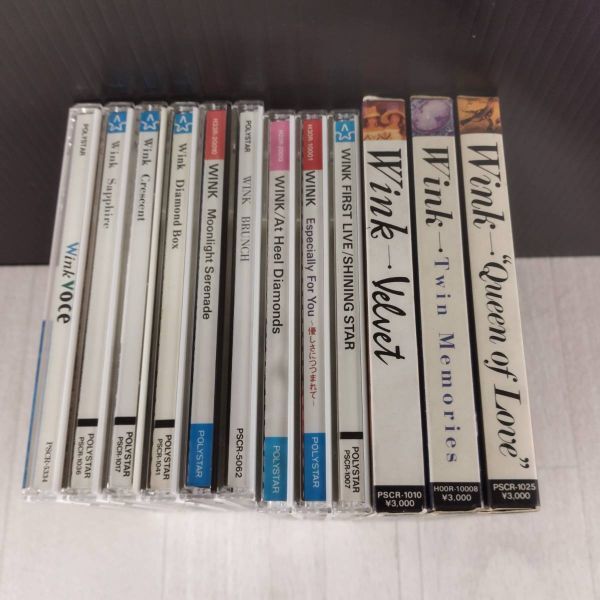 POLYSTAR
Wink VOCE
PSCR-5334
Wink Sapphire
POLYSTAR
PSCR-1036
Wink Crescent
POLYSTAR
PSCR-1017
Wink Diamond Box
POLYSTAR
PSCR-1041
H33R-20010
WINK Moonlight Serenade
POLYSTAR
POLYSTAR
WINK BRUNCH
PSCR-5062
WINK/At Heel Diamonds
POLYSTAR
H30R-10001
WINK Especially For You ~優しさにつつまれて~
POLYSTAR
WINK FIRST LIVE/SHINING STAR
POLYSTAR
PSCR-1007
Wink→Velvet
PSCR-1010
¥3,000
Wink→Twin Memories
H00R-10008
¥3,000
Wink→“Queen of Love”
PSCR-1025
¥3,000